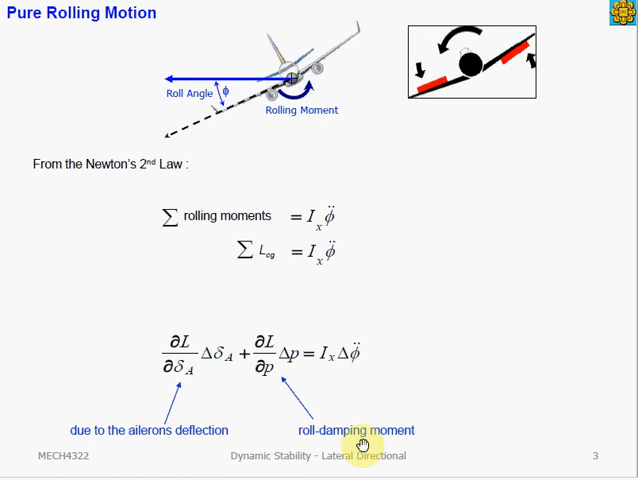 Pure Rolling Motion
Roll Angle ϕ
Rolling Moment
From the Newton's 2nd Law :
∑ rolling moments = I_x ϕ̈
∑ L_cg = I_x ϕ̈
∂L/∂δ_A Δδ_A + ∂L/∂p Δp = I_x Δϕ̈
due to the ailerons deflection
roll-damping moment
MECH4322
Dynamic Stability - Lateral Directional
3